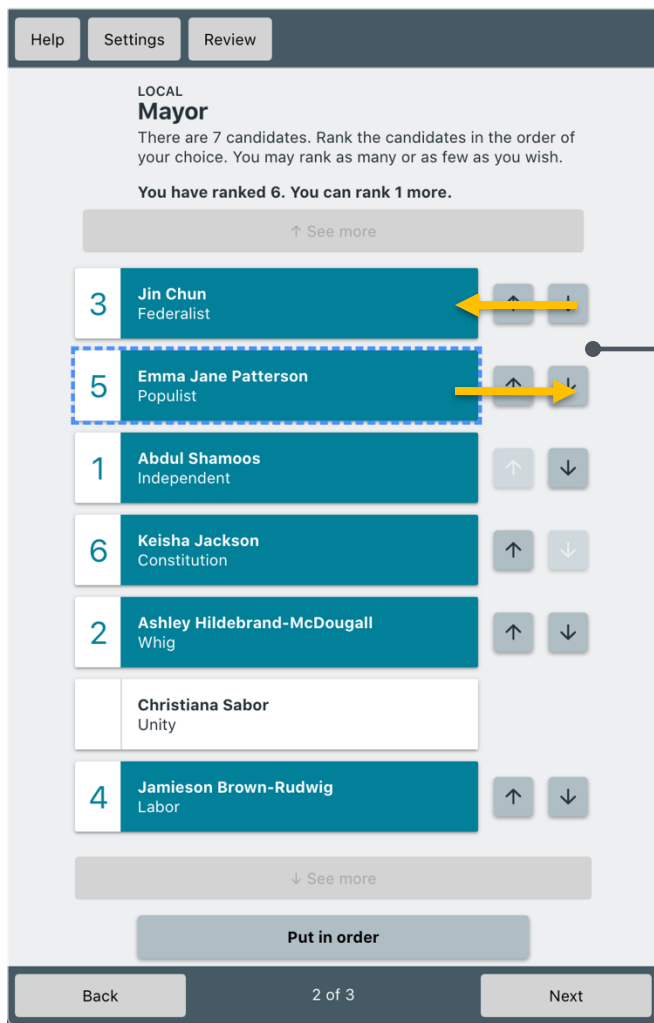 Help Settings Review
LOCAL
Mayor
There are 7 candidates. Rank the candidates in the order of
your choice. You may rank as many or as few as you wish.
You have ranked 6. You can rank 1 more.
↑ See more
3 Jin Chun
Federalist
5 Emma Jane Patterson
Populist
1 Abdul Shamoos
Independent
6 Keisha Jackson
Constitution
2 Ashley Hildebrand-McDougall
Whig
Christiana Sabor
Unity
4 Jamieson Brown-Rudwig
Labor
↓ See more
Put in order
Back 2 of 3 Next